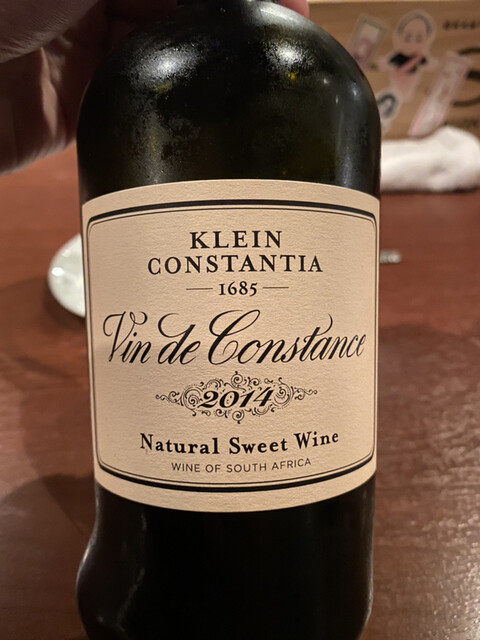 KLEIN
CONSTANTIA
1685
Vin de Constance
2014
Natural Sweet Wine
WINE OF SOUTH AFRICA